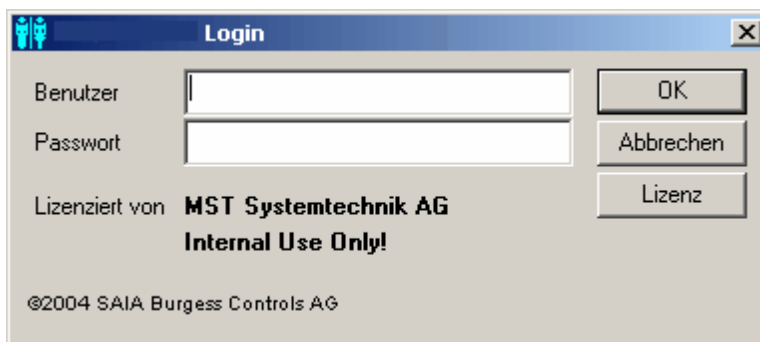 Login
Benutzer
OK
Passwort
Abbrechen
Lizenziert von MST Systemtechnik AG
Lizenz
Internal Use Only!
©2004 SAIA Burgess Controls AG